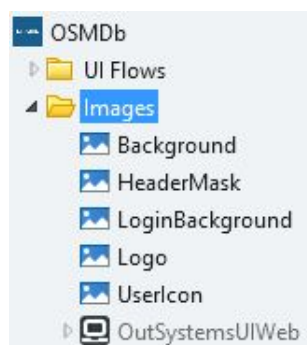 OSMDb
UI Flows
Images
Background
HeaderMask
LoginBackground
Logo
UserIcon
OutSystemsUIWeb